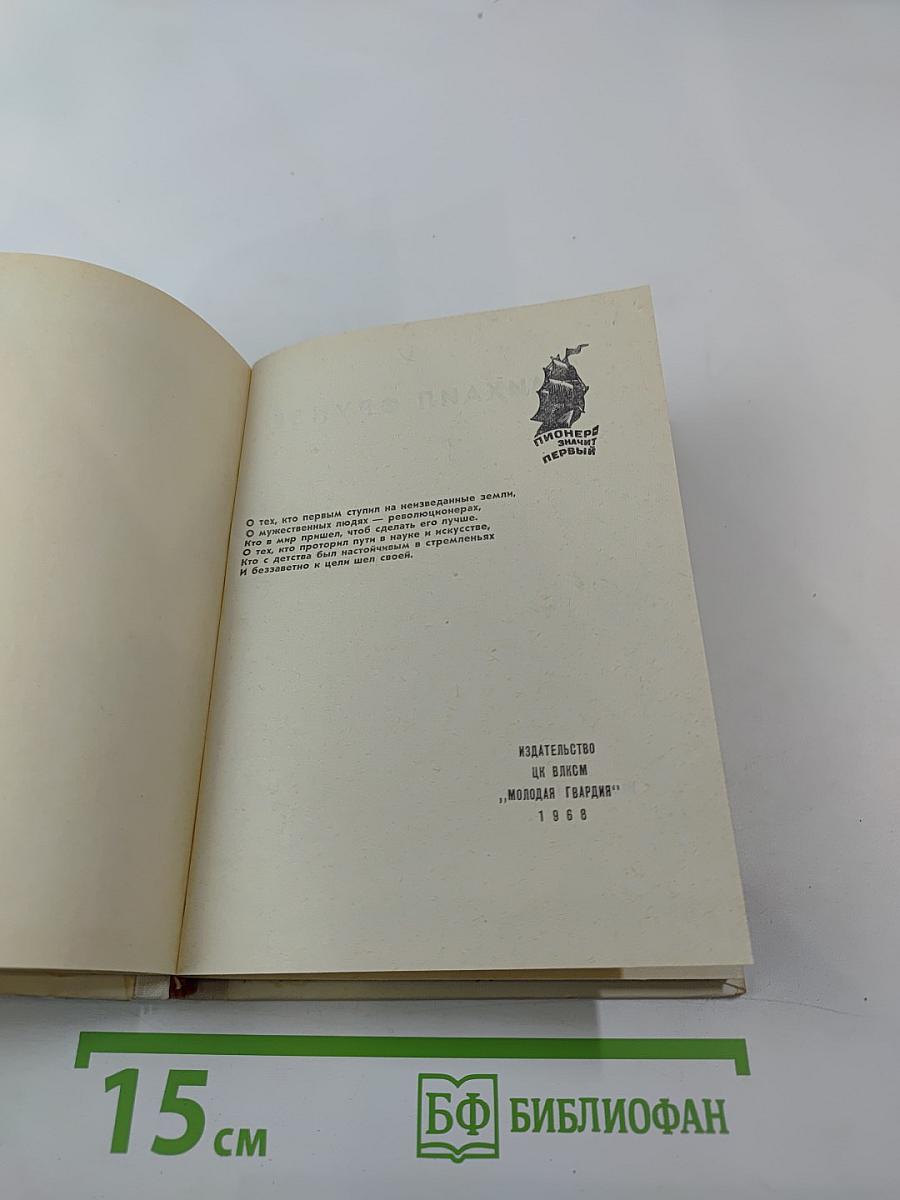 ПИОНЕР
ЗНАЧИТ
ПЕРВЫЙ
О тех, кто первым ступил на неизведанные земли,
О мужественных людях — революционерах,
Кто в мир пришел, чтоб сделать его лучше.
О тех, кто проторил пути в науке и искусстве,
Кто с детства был настойчивым в стремленьях
И беззаветно к цели шел своей.
ИЗДАТЕЛЬСТВО
ЦК ВЛКСМ
„МОЛОДАЯ ГВАРДИЯ“
1968
15 см
БФ БИБЛИОФАН